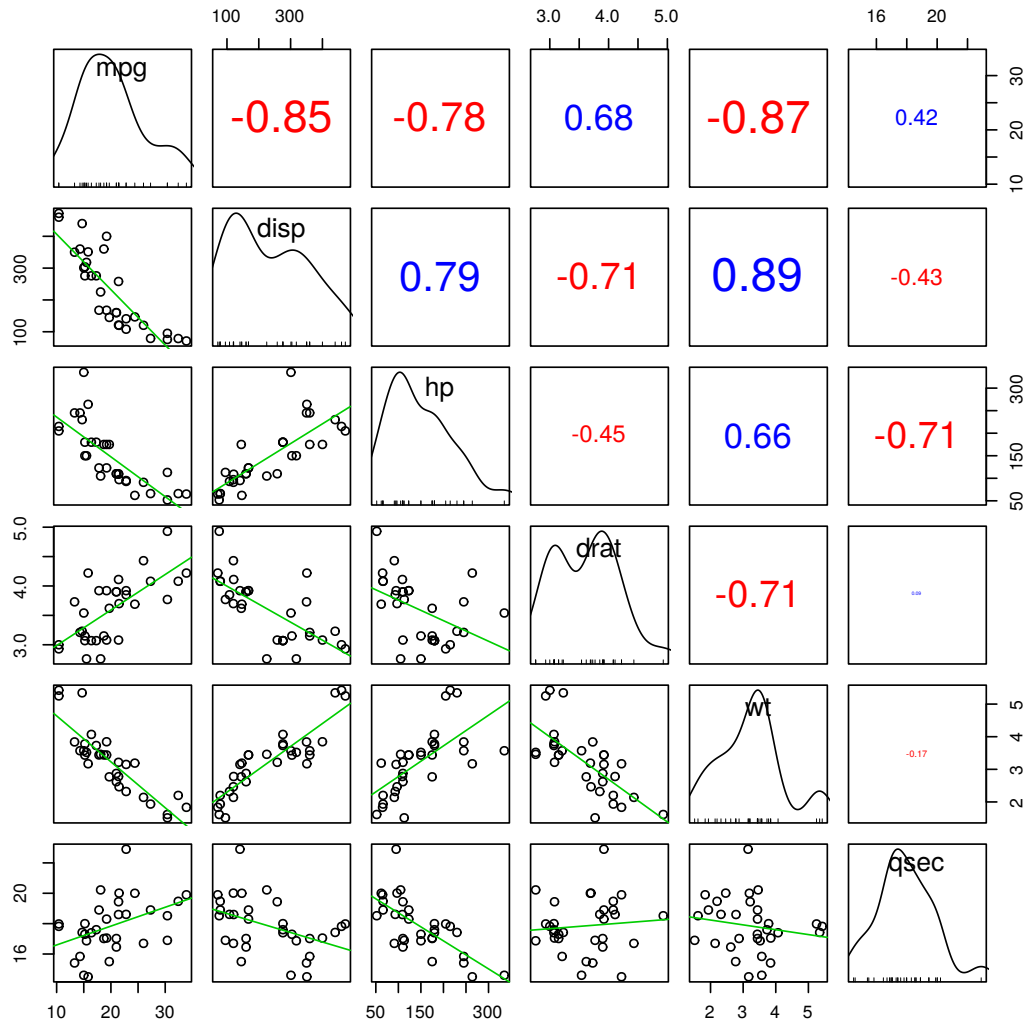 100 300 3.0 4.0 5.0 16 20
mpg -0.85 -0.78 0.68 -0.87 0.42 10 20 30
100 300 disp 0.79 -0.71 0.89 -0.43
hp -0.45 0.66 -0.71 50 150 300
3.0 4.0 5.0 drat -0.71 0.09
wt -0.17 2 3 4 5
16 20 qsec
10 20 30 50 150 300 2 3 4 5